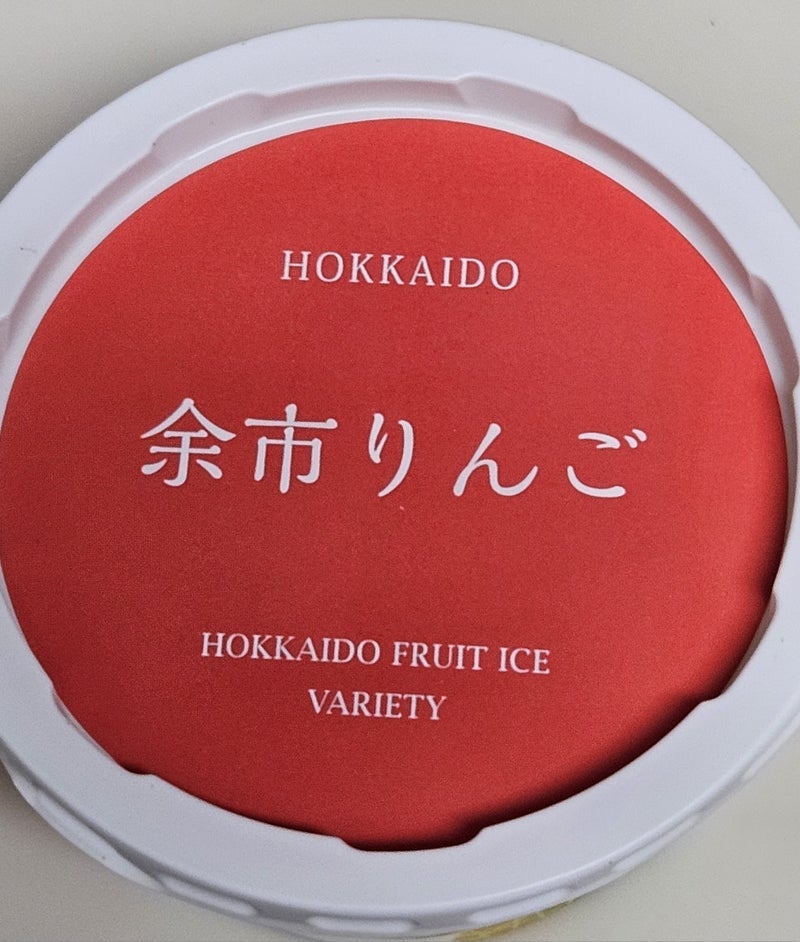 HOKKAIDO
余市りんご
HOKKAIDO FRUIT ICE
VARIETY